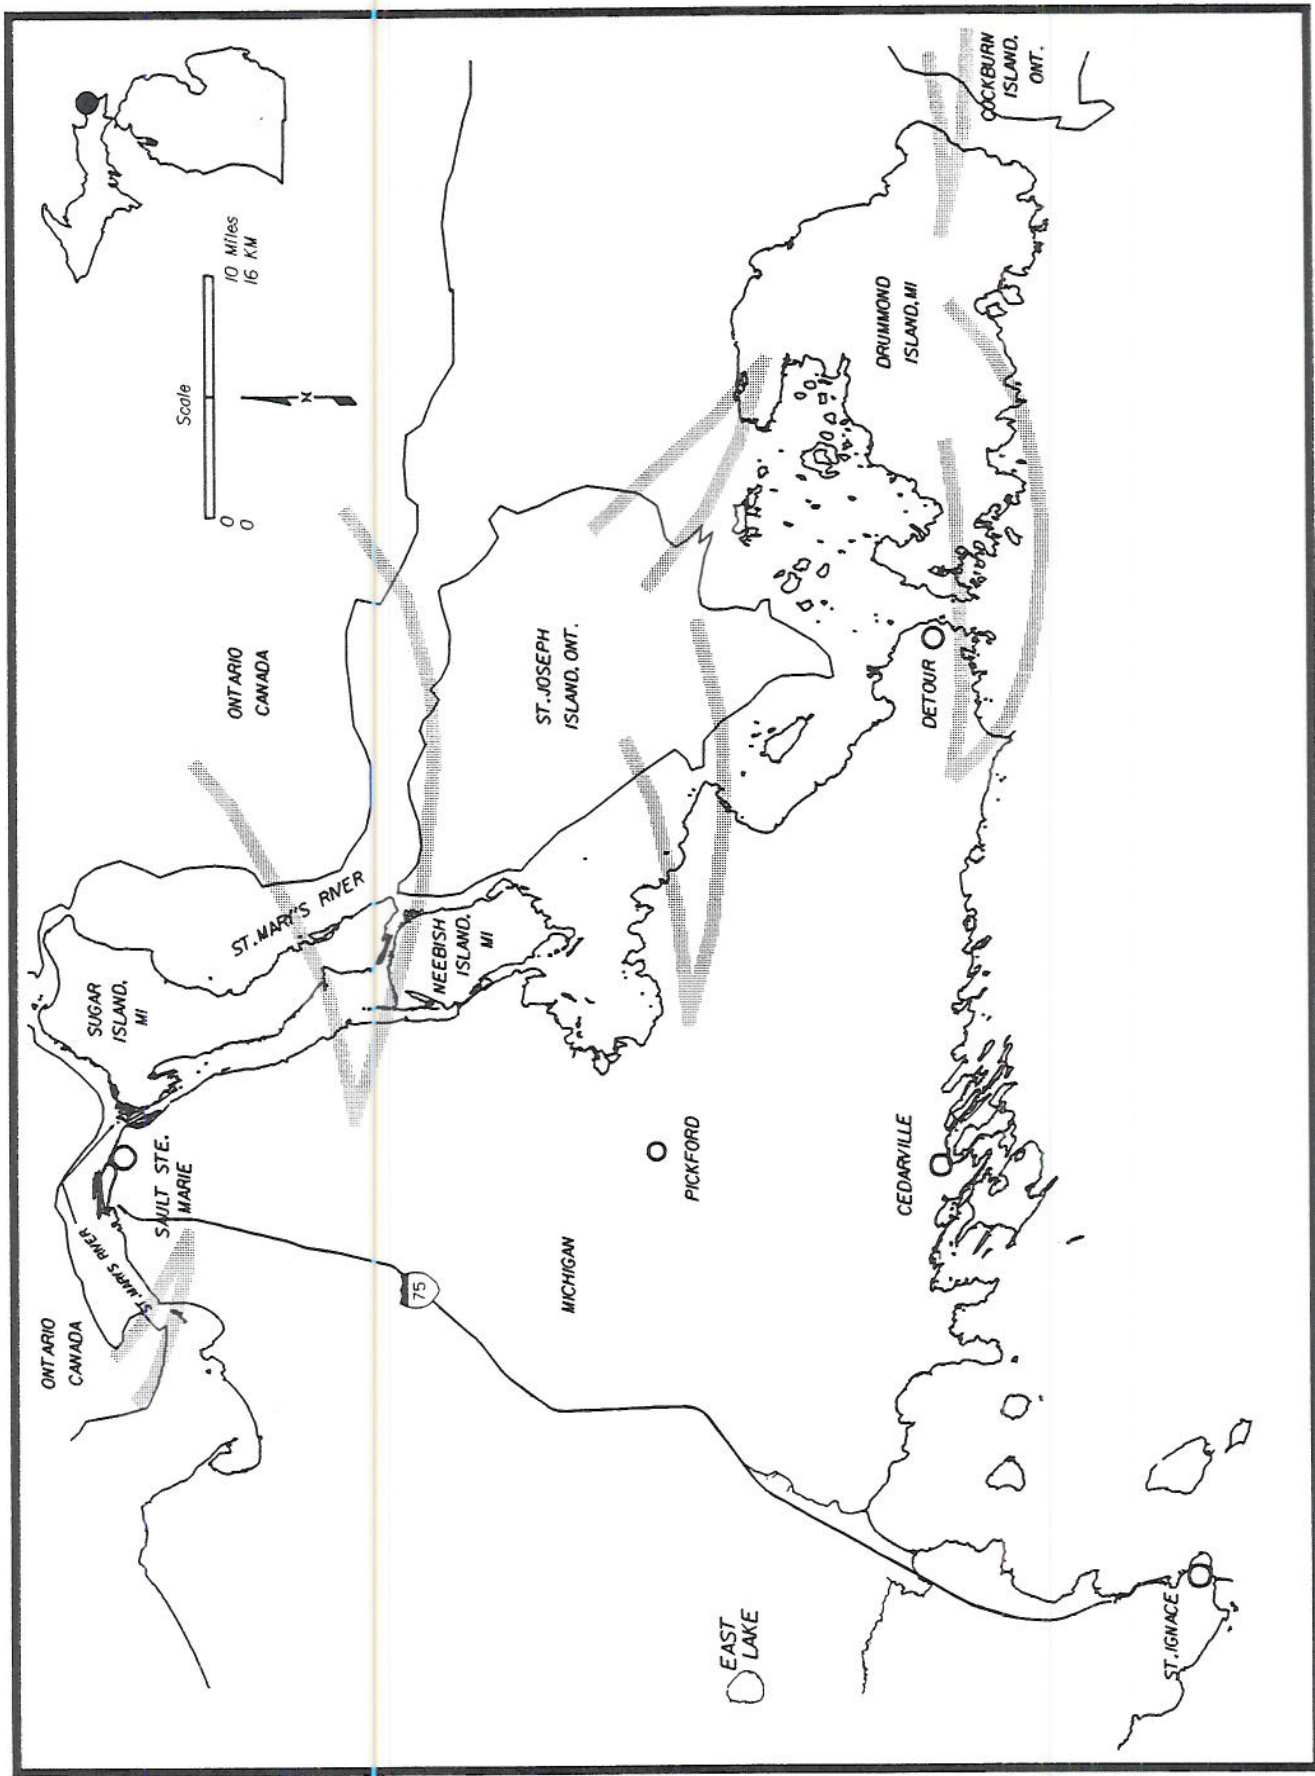 ONTARIO
CANADA
ST. MARY'S RIVER
SAULT STE.
MARIE
SUGAR
ISLAND,
MI
ST. MARY'S RIVER
ONTARIO
CANADA
Scale
0
0
10 Miles
16 KM
N
75
NEEBISH
ISLAND,
MI
ST. JOSEPH
ISLAND, ONT.
MICHIGAN
PICKFORD
EAST
LAKE
CEDARVILLE
DETOUR
DRUMMOND
ISLAND, MI
COCKBURN
ISLAND,
ONT.
ST. IGNACE